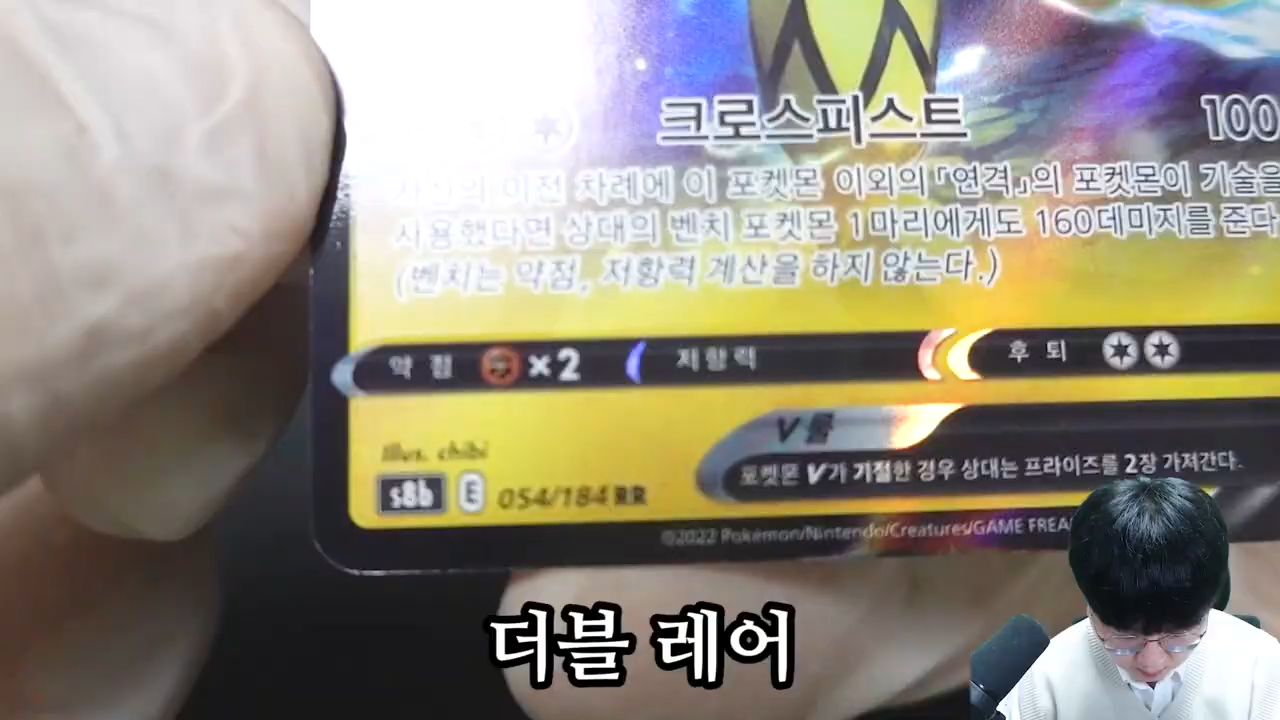 크로스피스트 100
이전 차례에 이 포켓몬 이외의 「연격」의 포켓몬이 기술을
사용했다면 상대의 벤치 포켓몬 1마리에게도 160데미지를 준다
(벤치는 약점, 저항력 계산을 하지 않는다.)
약점 ×2 저항력 후퇴
V룰
포켓몬 V가 기절한 경우 상대는 프라이즈를 2장 가져간다.
Illus. chibi
s8b E 054/184 RR
©2022 Pokémon/Nintendo/Creatures/GAME FREA
더블 레어